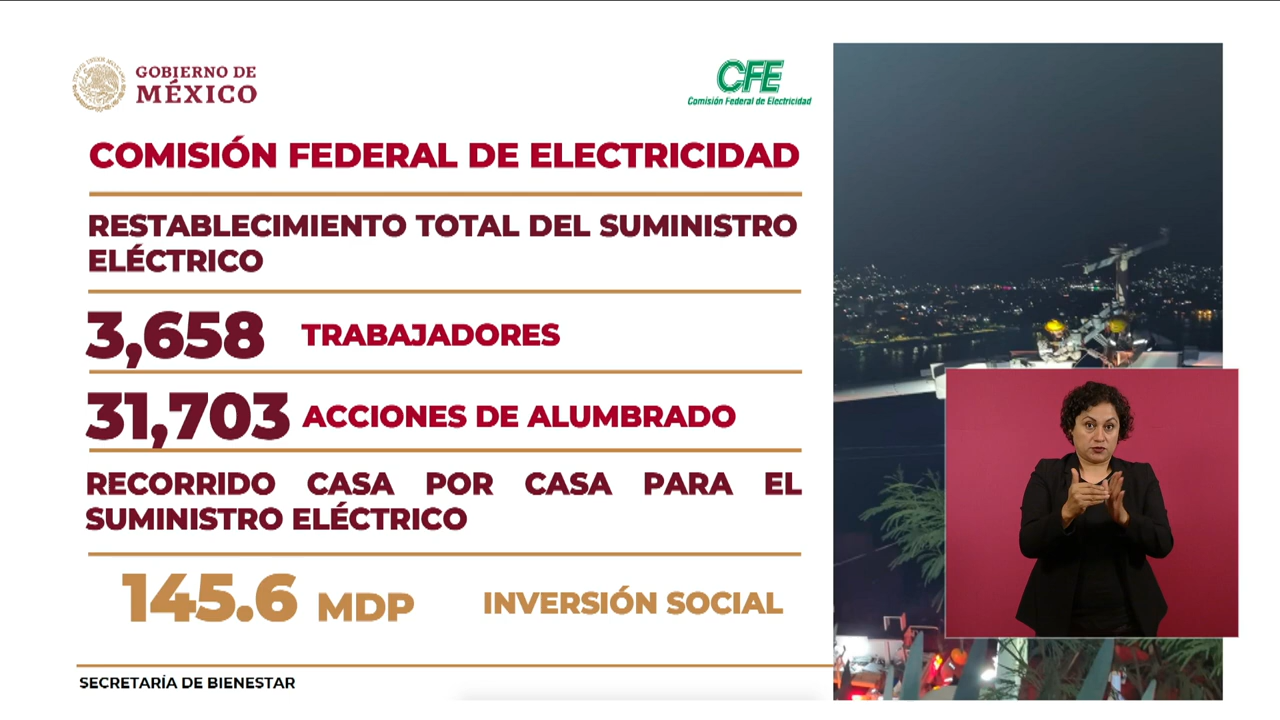 GOBIERNO DE
MÉXICO
CFE
Comisión Federal de Electricidad
COMISIÓN FEDERAL DE ELECTRICIDAD
RESTABLECIMIENTO TOTAL DEL SUMINISTRO
ELÉCTRICO
3,658 TRABAJADORES
31,703 ACCIONES DE ALUMBRADO
RECORRIDO CASA POR CASA PARA EL
SUMINISTRO ELÉCTRICO
145.6 MDP INVERSIÓN SOCIAL
SECRETARÍA DE BIENESTAR